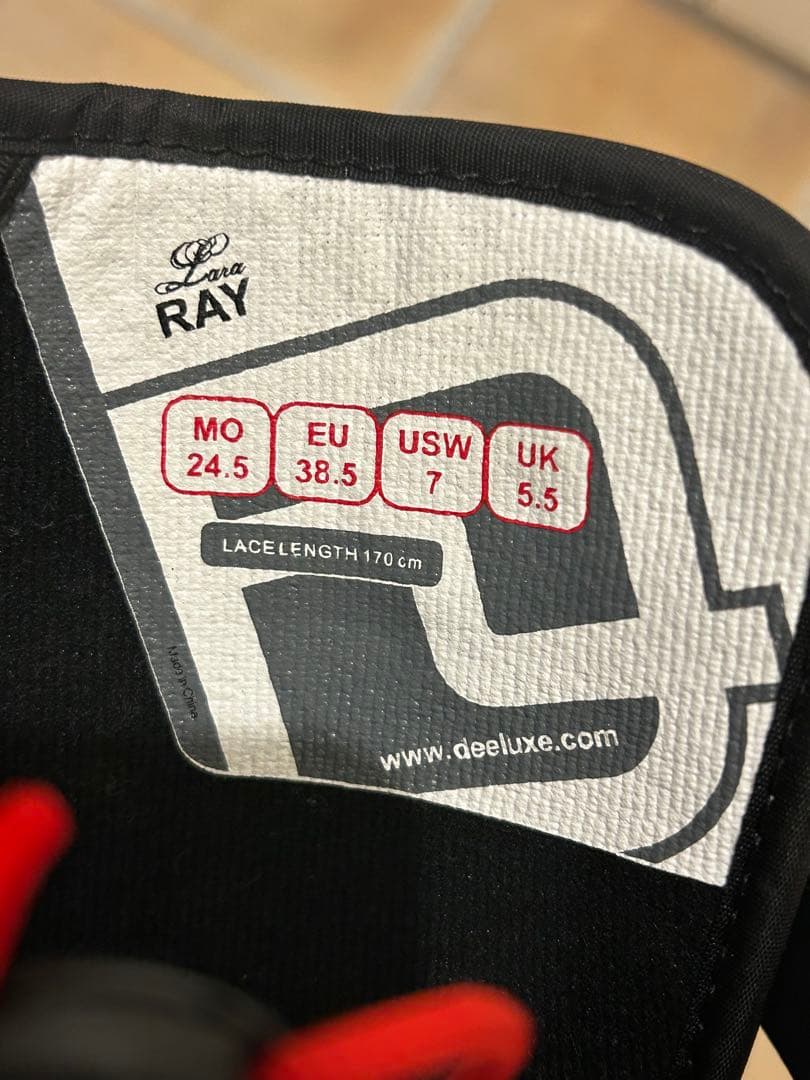 Lara
RAY
MO EU USW UK
24.5 38.5 7 5.5
LACELENGTH 170 cm
Made in China
www.deeluxe.com